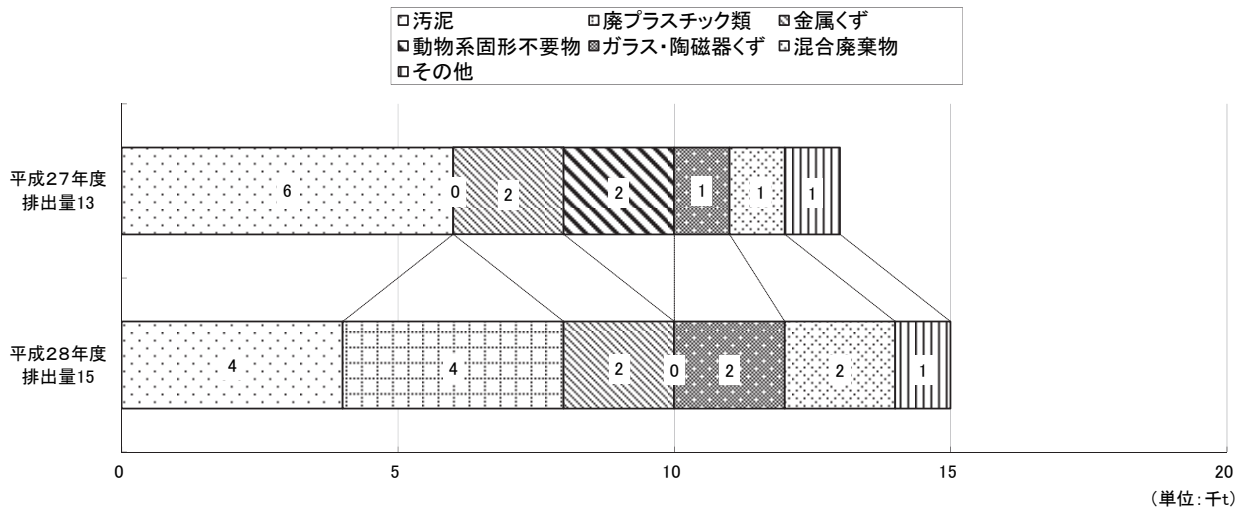 汚泥 廃プラスチック類 金属くず
動物系固形不要物 ガラス・陶磁器くず 混合廃棄物
その他
平成27年度
排出量13
6 0 2 2 1 1 1
平成28年度
排出量15
4 4 2 0 2 2 1
0 5 10 15 20
(単位:千t)